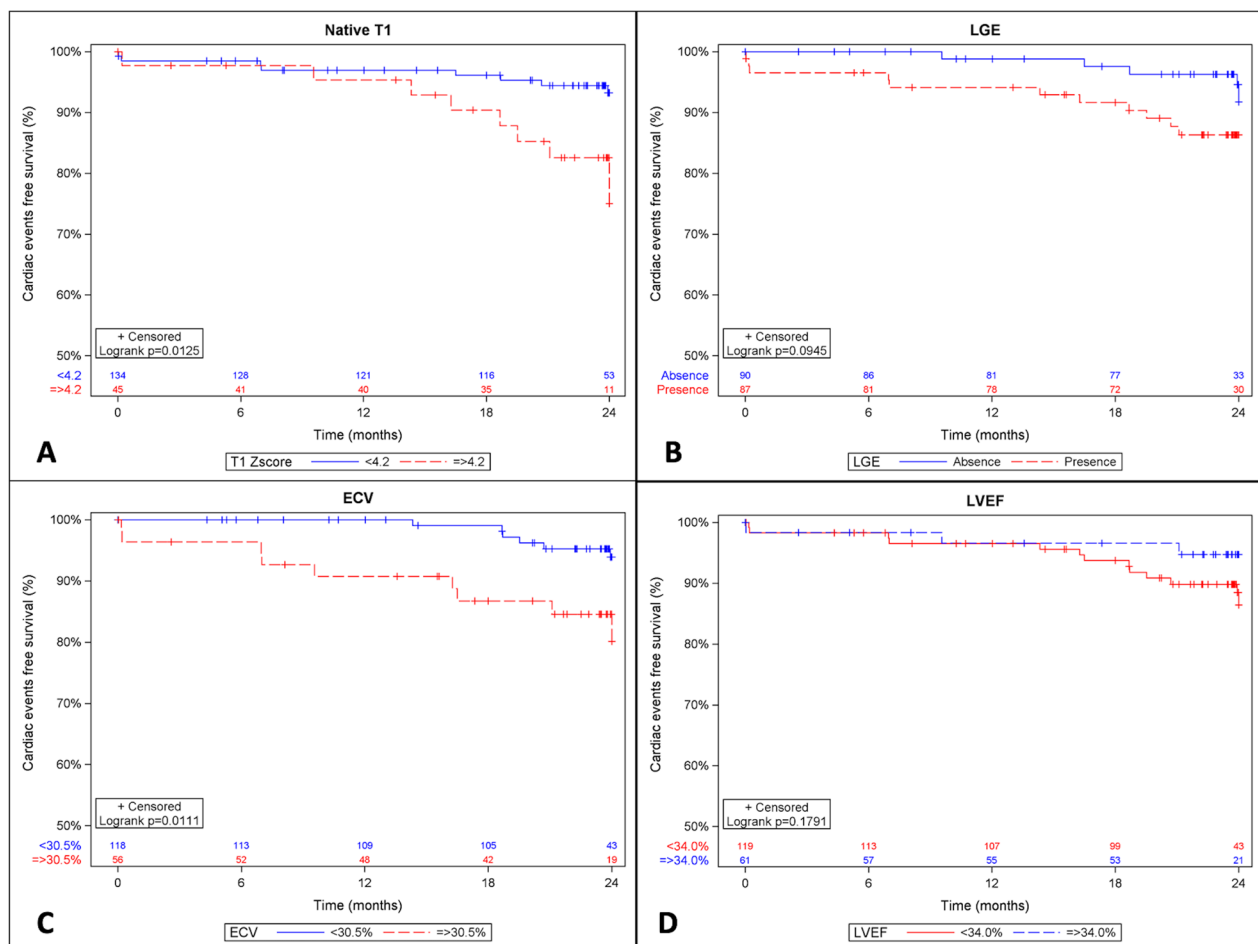 Native T1
Cardiac events free survival (%)
100%
90%
80%
70%
60%
50%
+ Censored
Logrank p=0.0125
<4.2 134 128 121 116 53
=>4.2 45 41 40 35 11
0 6 12 18 24
Time (months)
A
T1 Zscore <4.2 =>4.2
LGE
Cardiac events free survival (%)
100%
90%
80%
70%
60%
50%
+ Censored
Logrank p=0.0945
Absence 90 86 81 77 33
Presence 87 81 78 72 30
0 6 12 18 24
Time (months)
B
LGE Absence Presence
ECV
Cardiac events free survival (%)
100%
90%
80%
70%
60%
50%
+ Censored
Logrank p=0.0111
<30.5% 118 113 109 105 43
=>30.5% 56 52 48 42 19
0 6 12 18 24
Time (months)
C
ECV <30.5% =>30.5%
LVEF
Cardiac events free survival (%)
100%
90%
80%
70%
60%
50%
+ Censored
Logrank p=0.1791
<34.0% 119 113 107 99 43
=>34.0% 61 57 55 53 21
0 6 12 18 24
Time (months)
D
LVEF <34.0% =>34.0%